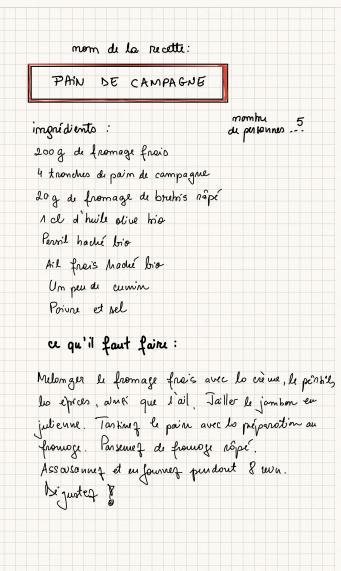 nom de la recette:
PAIN DE CAMPAGNE
nombre
de personnes ... 5
ingrédients :
200 g de fromage frais
4 tranches de pain de campagne
20 g de fromage de brebis râpé
1 cl d'huile olive bio
Persil haché bio
Ail frais haché bio
Un peu de cumin
Poivre et sel
ce qu'il faut faire :
Mélanger le fromage frais avec la crème, le persil,
les épices, ainsi que l'ail. Tailler le jambon en
julienne. Tartinez le pain avec la préparation au
fromage. Parsemez de fromage râpé.
Assaisonnez et enfournez pendant 8 min.
Dégustez !